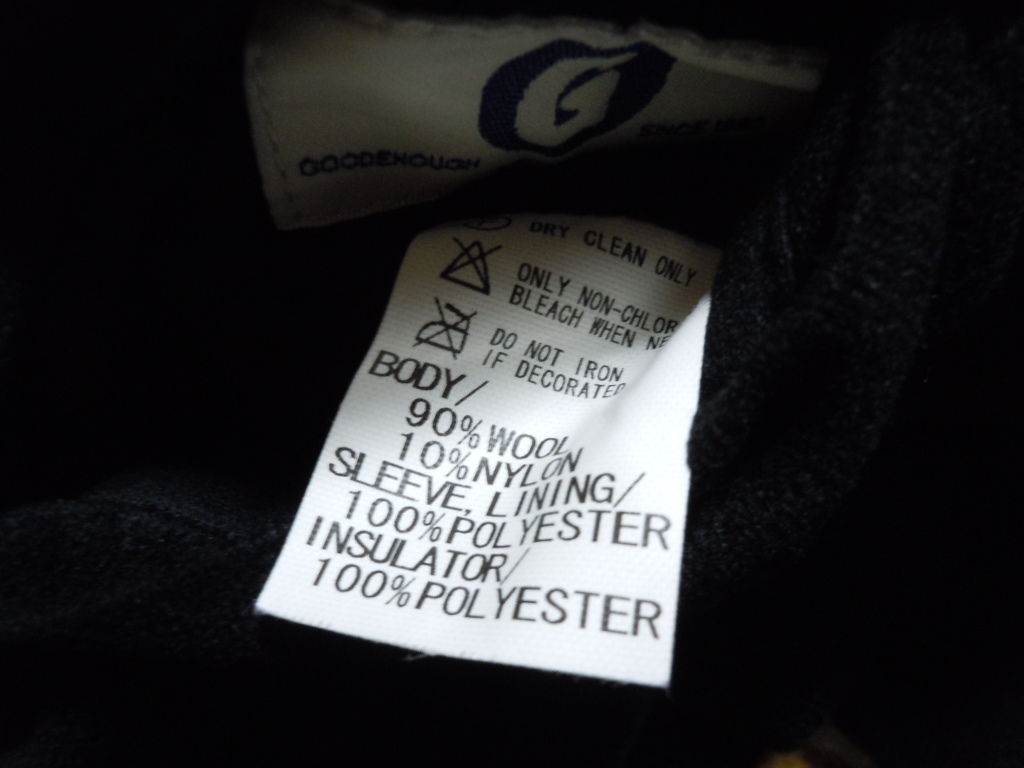 GOODENOUGH
SINCE
DRY CLEAN ONLY
ONLY NON-CHLOR
BLEACH WHEN NE
DO NOT IRON
IF DECORATED
BODY/
90%WOOL
10%NYLON
SLEEVE, LINING/
100%POLYESTER
INSULATOR/
100%POLYESTER